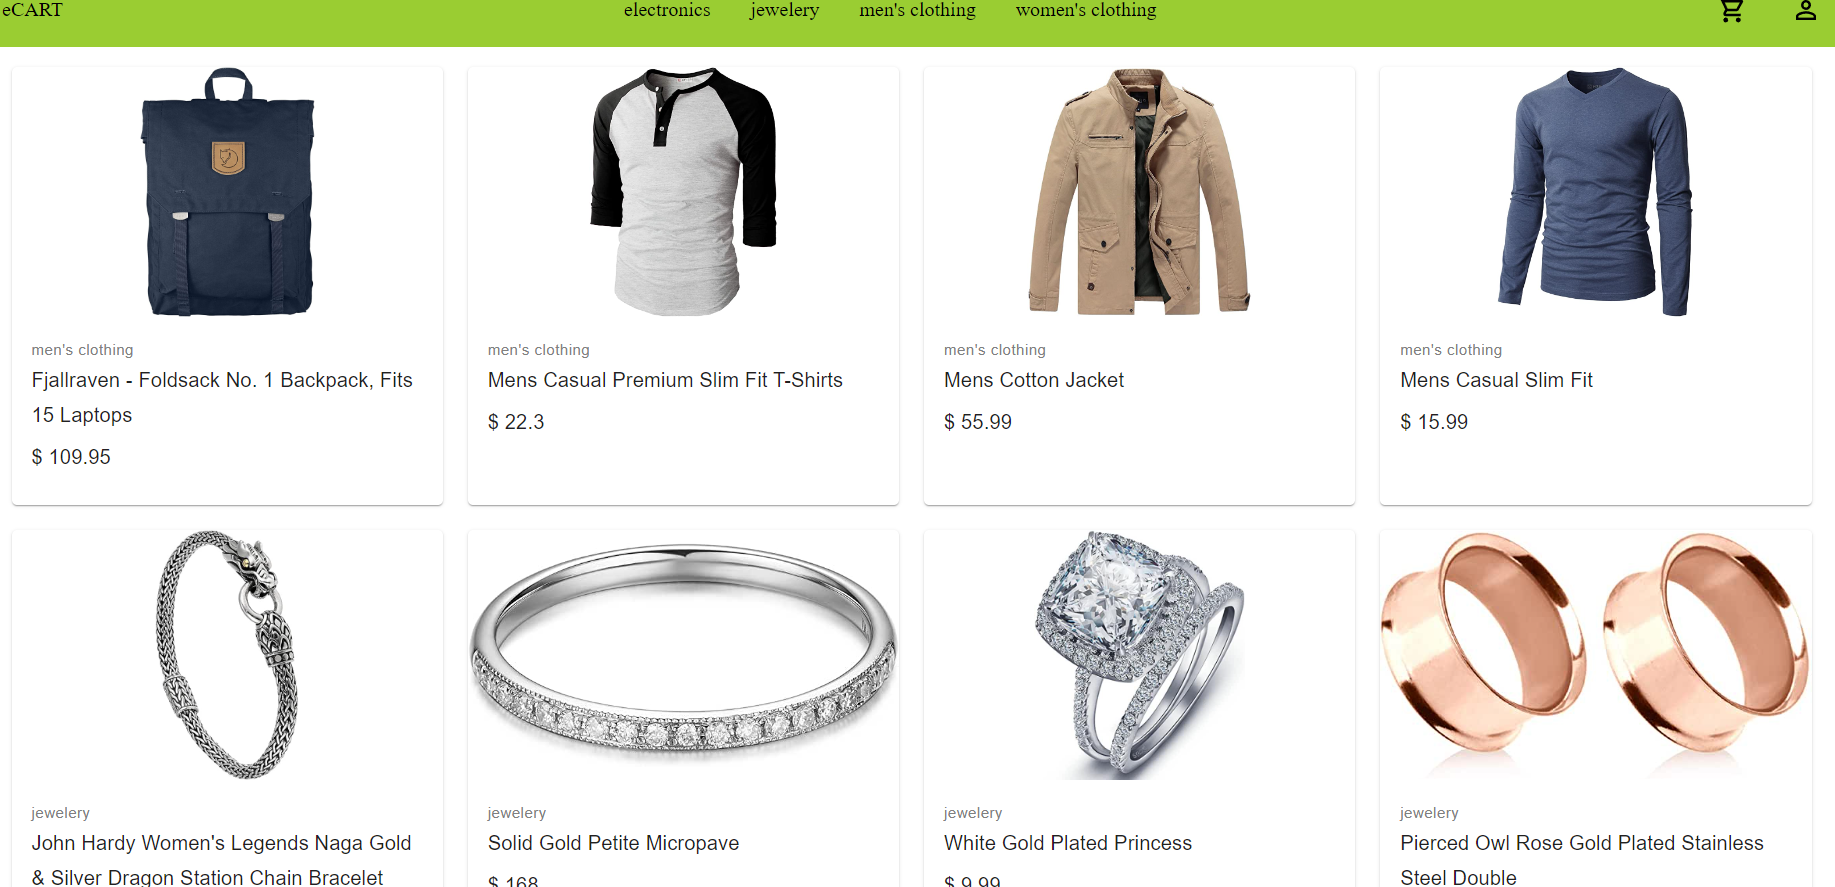 eCART
electronics jewelery men's clothing women's clothing
men's clothing
Fjallraven - Foldsack No. 1 Backpack, Fits
15 Laptops
$ 109.95
men's clothing
Mens Casual Premium Slim Fit T-Shirts
$ 22.3
men's clothing
Mens Cotton Jacket
$ 55.99
men's clothing
Mens Casual Slim Fit
$ 15.99
jewelery
John Hardy Women's Legends Naga Gold
& Silver Dragon Station Chain Bracelet
jewelery
Solid Gold Petite Micropave
$ 168
jewelery
White Gold Plated Princess
$ 9.99
jewelery
Pierced Owl Rose Gold Plated Stainless
Steel Double